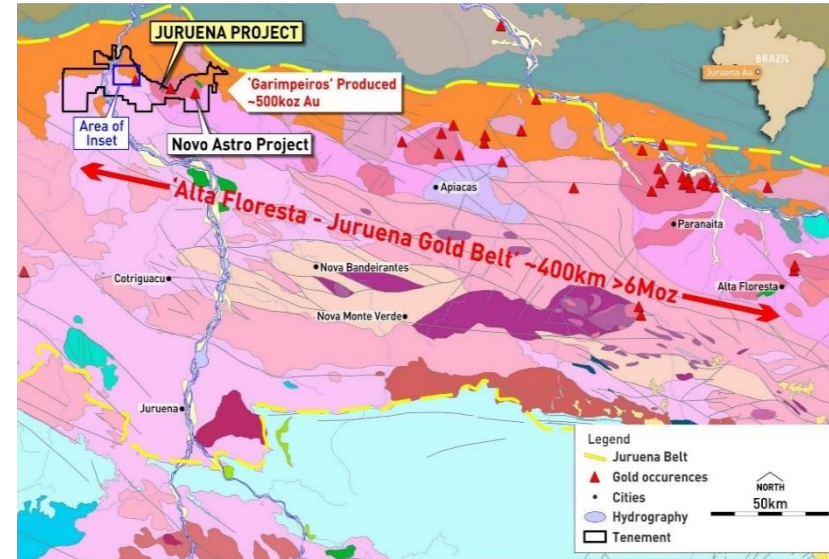 JURUENA PROJECT
'Garimpeiros' Produced
~500koz Au
BRAZIL
Juruena Au
Area of
Inset
Novo Astro Project
'Alta Floresta - Juruena Gold Belt' ~400km >6Moz
Apiacas
Paranaita
Cotriguacu
Nova Bandeirantes
Alta Floresta
Nova Monte Verde
Juruena
Legend
Juruena Belt
Gold occurences
Cities
Hydrography
Tenement
NORTH
50km